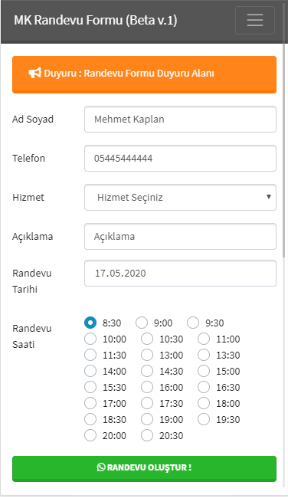 MK Randevu Formu (Beta v.1)
Duyuru : Randevu Formu Duyuru Alanı
Ad Soyad
Mehmet Kaplan
Telefon
05445444444
Hizmet
Hizmet Seçiniz
Açıklama
Açıklama
Randevu Tarihi
17.05.2020
Randevu Saati
8:30 9:00 9:30
10:00 10:30 11:00
11:30 13:00 13:30
14:00 14:30 15:00
15:30 16:00 16:30
17:00 17:30 18:00
18:30 19:00 19:30
20:00 20:30
RANDEVU OLUŞTUR !